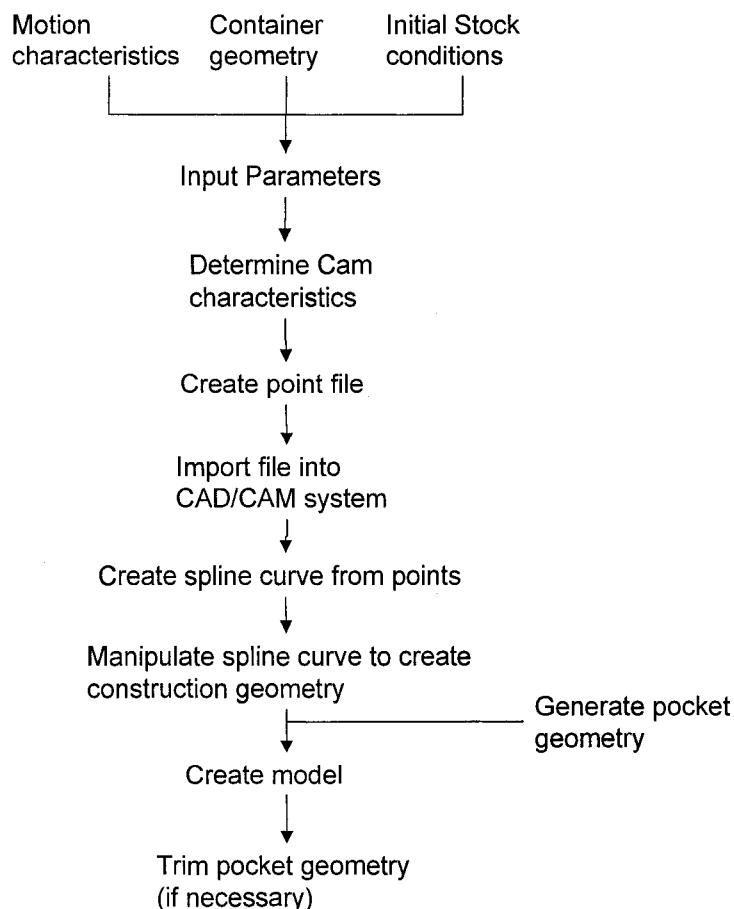 Motion
characteristics
Container
geometry
Initial Stock
conditions
Input Parameters
Determine Cam
characteristics
Create point file
Import file into
CAD/CAM system
Create spline curve from points
Manipulate spline curve to create
construction geometry
Generate pocket
geometry
Create model
Trim pocket geometry
(if necessary)